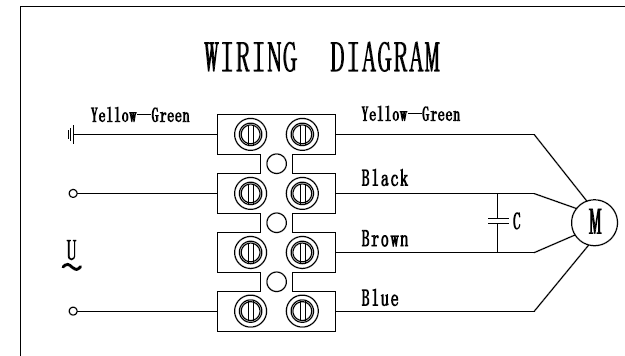 WIRING DIAGRAM
Yellow—Green
Yellow—Green
Black
C
M
U
~
Brown
Blue